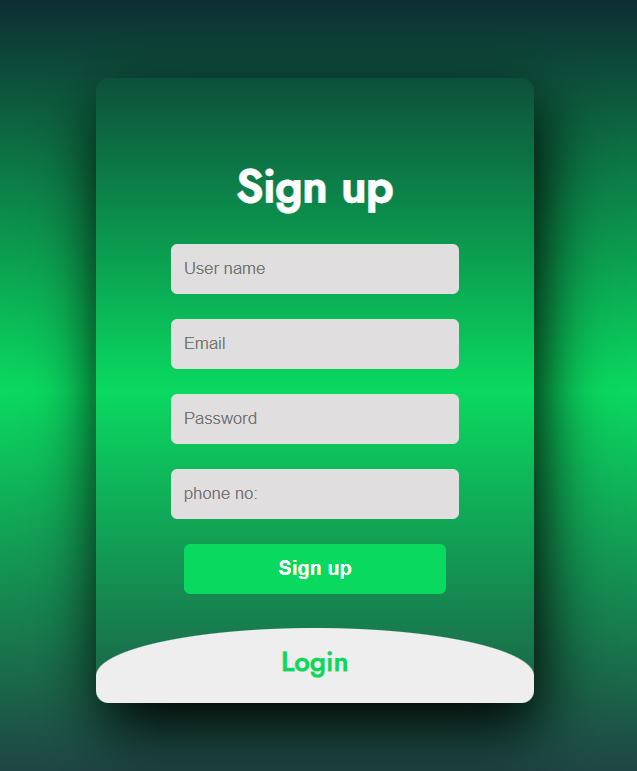 Sign up
User name
Email
Password
phone no:
Sign up
Login